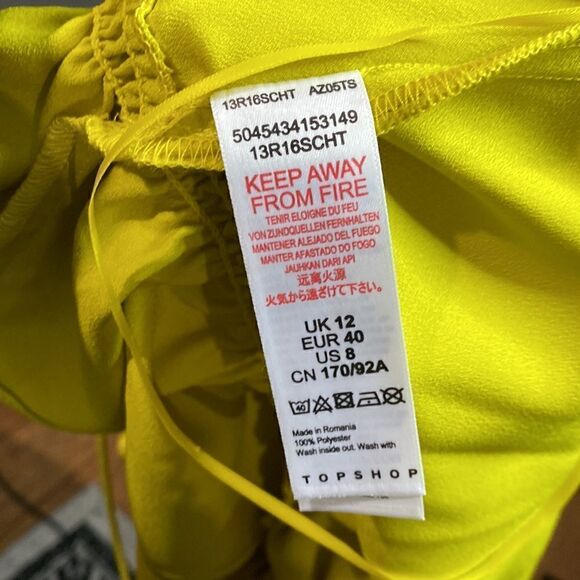 13R16SCHT AZ05TS
5045434153149
13R16SCHT
KEEP AWAY
FROM FIRE
TENIR ELOIGNE DU FEU
VON ZUNDQUELLEN FERNHALTEN
MANTENER ALEJADO DEL FUEGO
MANTER AFASTADO DO FOGO
JAUHKAN DARI API
远离火源
火気から遠ざけて下さい.
UK 12
EUR 40
US 8
CN 170/92A
40
Made in Romania
100% Polyester
Wash inside out. Wash with
TOPSHOP